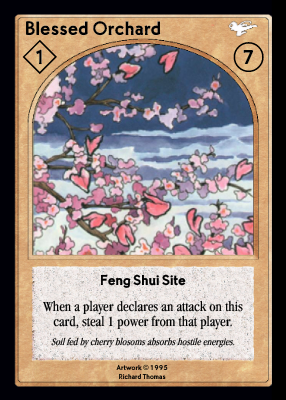 Blessed Orchard
1
7
Feng Shui Site
When a player declares an attack on this
card, steal 1 power from that player.
Soil fed by cherry blosoms absorbs hostile energies.
Artwork © 1995
Richard Thomas